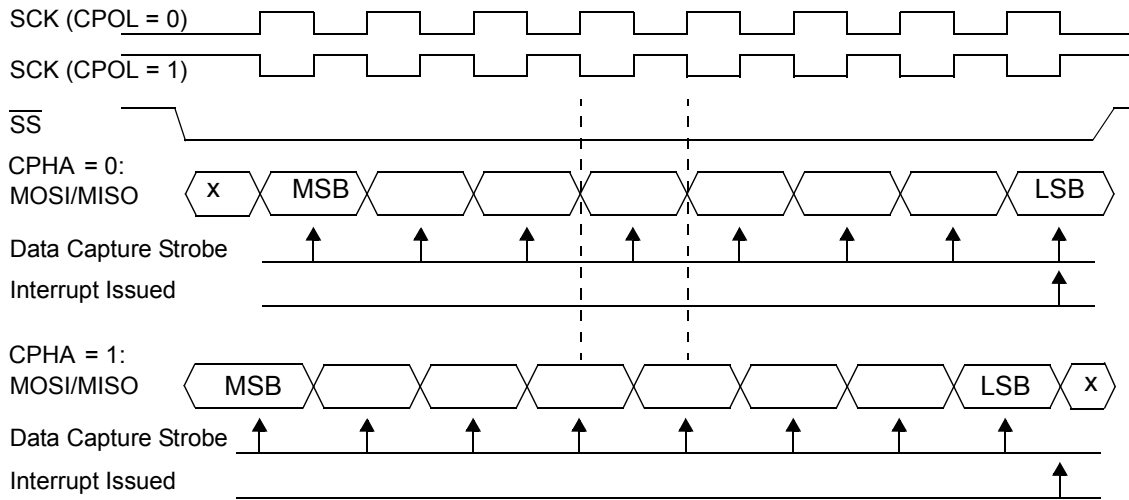 SCK (CPOL = 0)
SCK (CPOL = 1)
SS
CPHA = 0:
MOSI/MISO x MSB LSB
Data Capture Strobe
Interrupt Issued
CPHA = 1:
MOSI/MISO MSB LSB x
Data Capture Strobe
Interrupt Issued